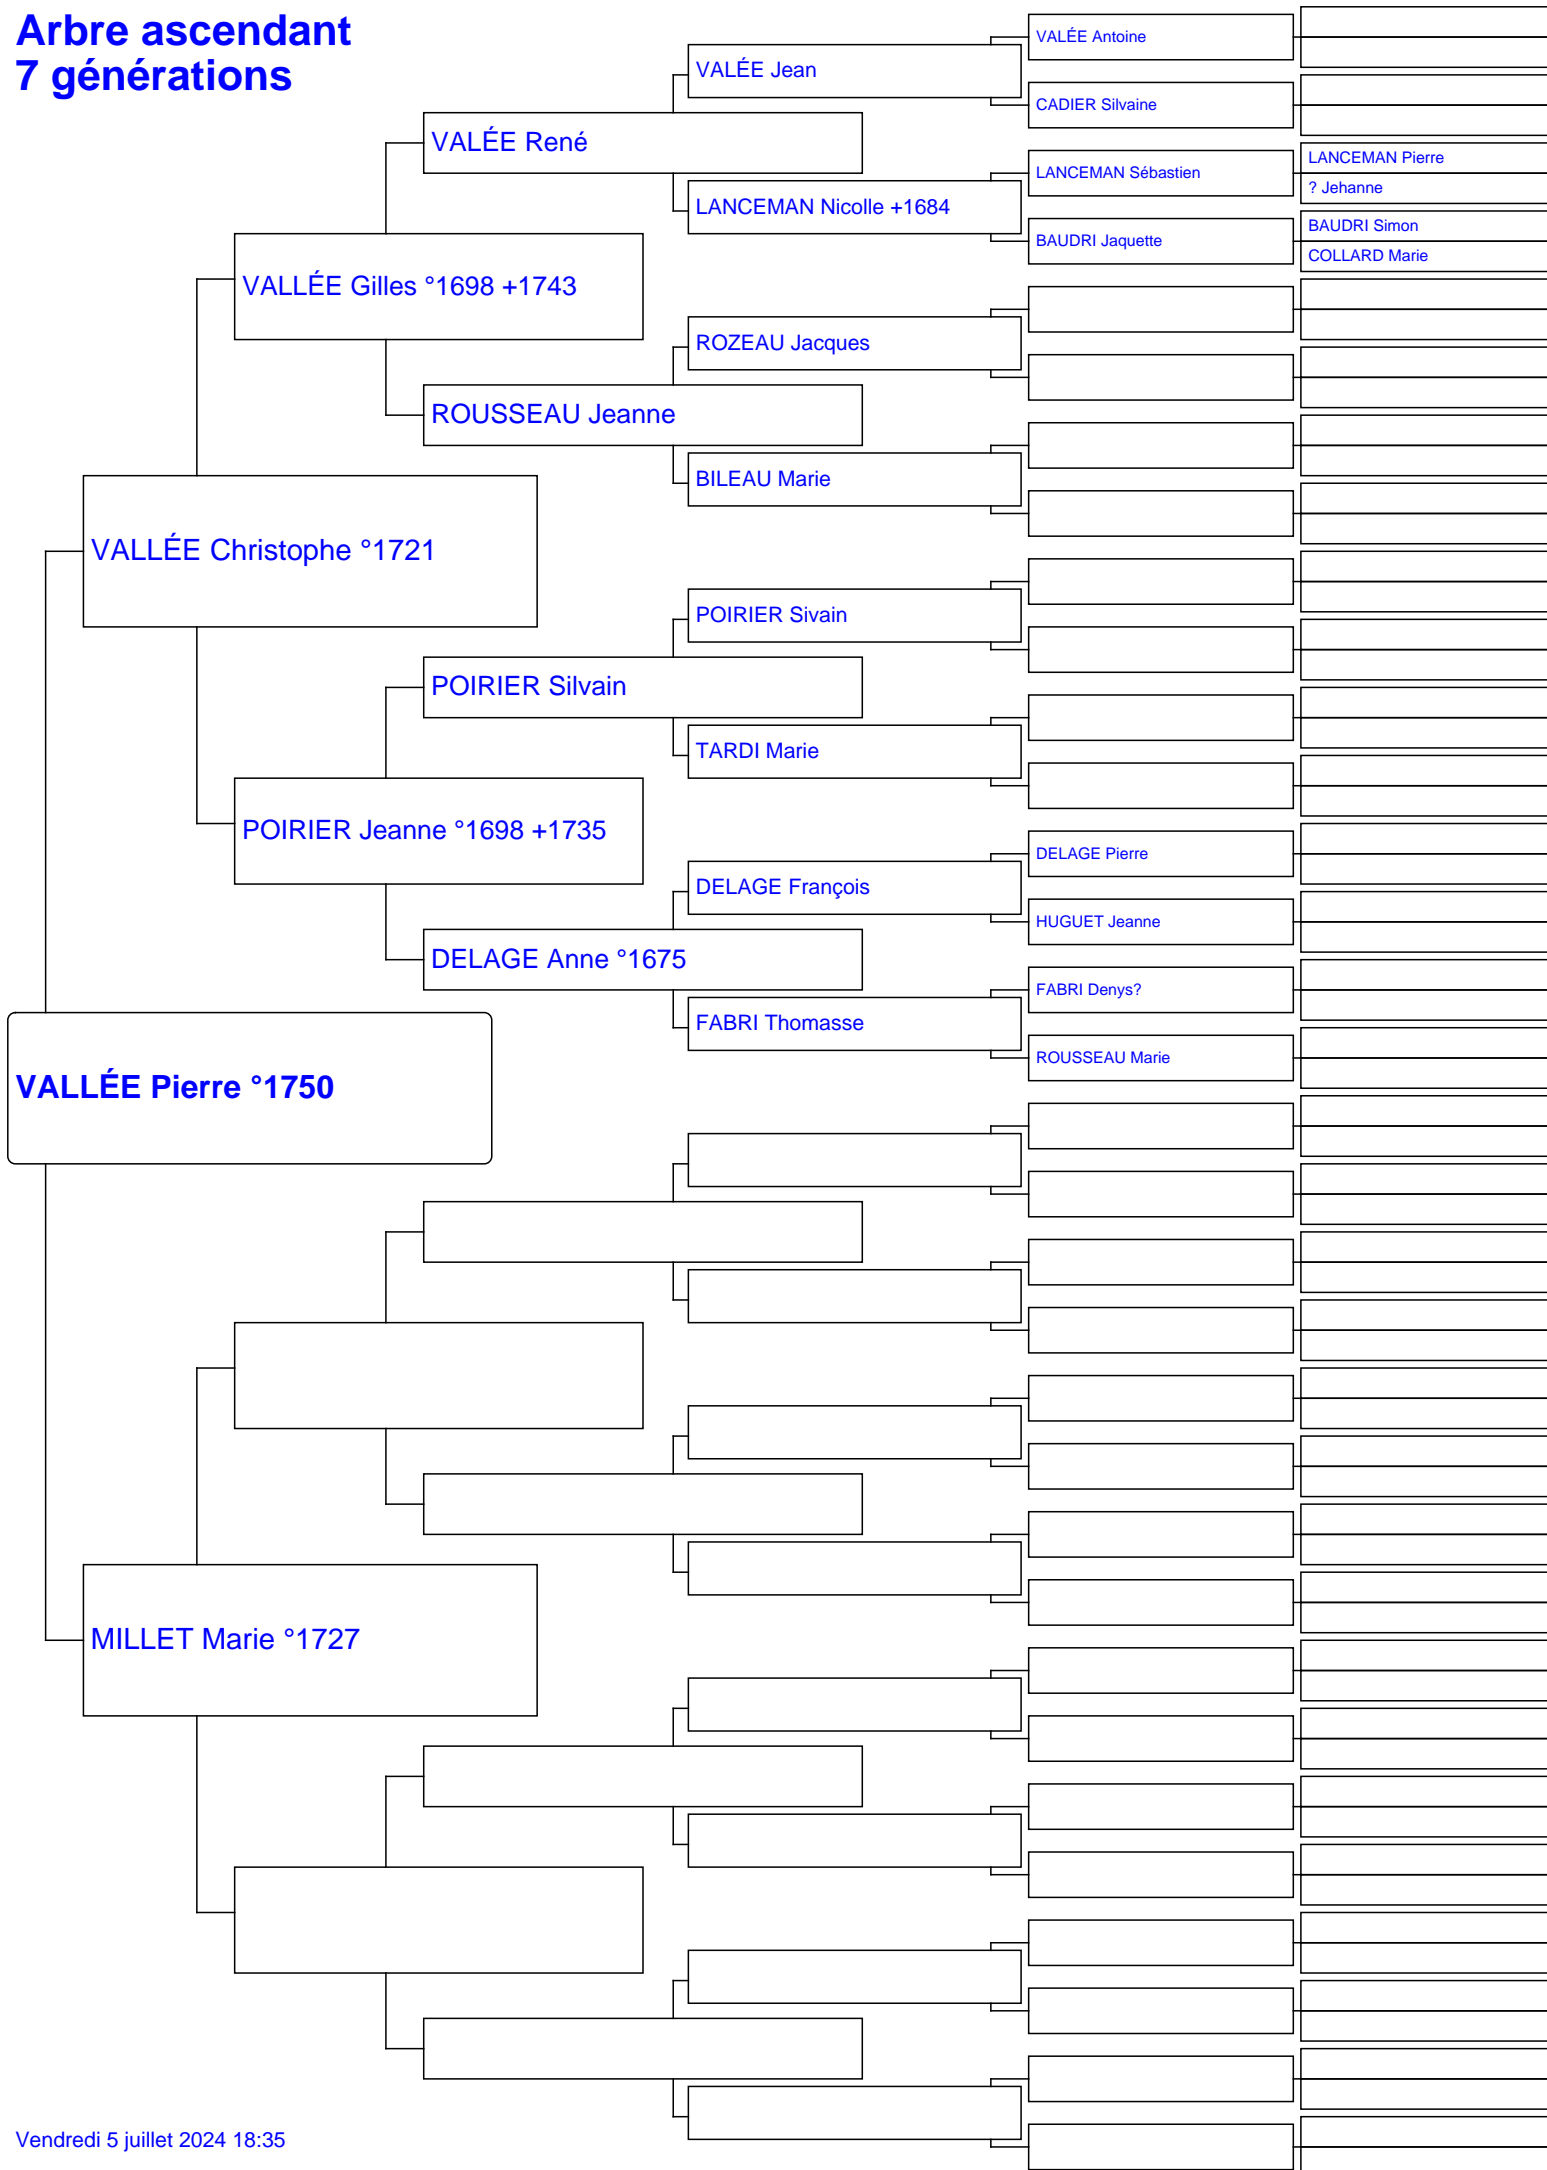 Arbre ascendant
7 générations
VALÉE Antoine
VALÉE Jean
CADIER Silvaine
VALÉE René
LANCEMAN Pierre
LANCEMAN Sébastien
? Jehanne
LANCEMAN Nicolle +1684
BAUDRI Simon
BAUDRI Jaquette
COLLARD Marie
VALLÉE Gilles °1698 +1743
ROZEAU Jacques
ROUSSEAU Jeanne
BILEAU Marie
VALLÉE Christophe °1721
POIRIER Sivain
POIRIER Silvain
TARDI Marie
POIRIER Jeanne °1698 +1735
DELAGE Pierre
DELAGE François
HUGUET Jeanne
DELAGE Anne °1675
FABRI Denys?
FABRI Thomasse
ROUSSEAU Marie
VALLÉE Pierre °1750
MILLET Marie °1727
Vendredi 5 juillet 2024 18:35